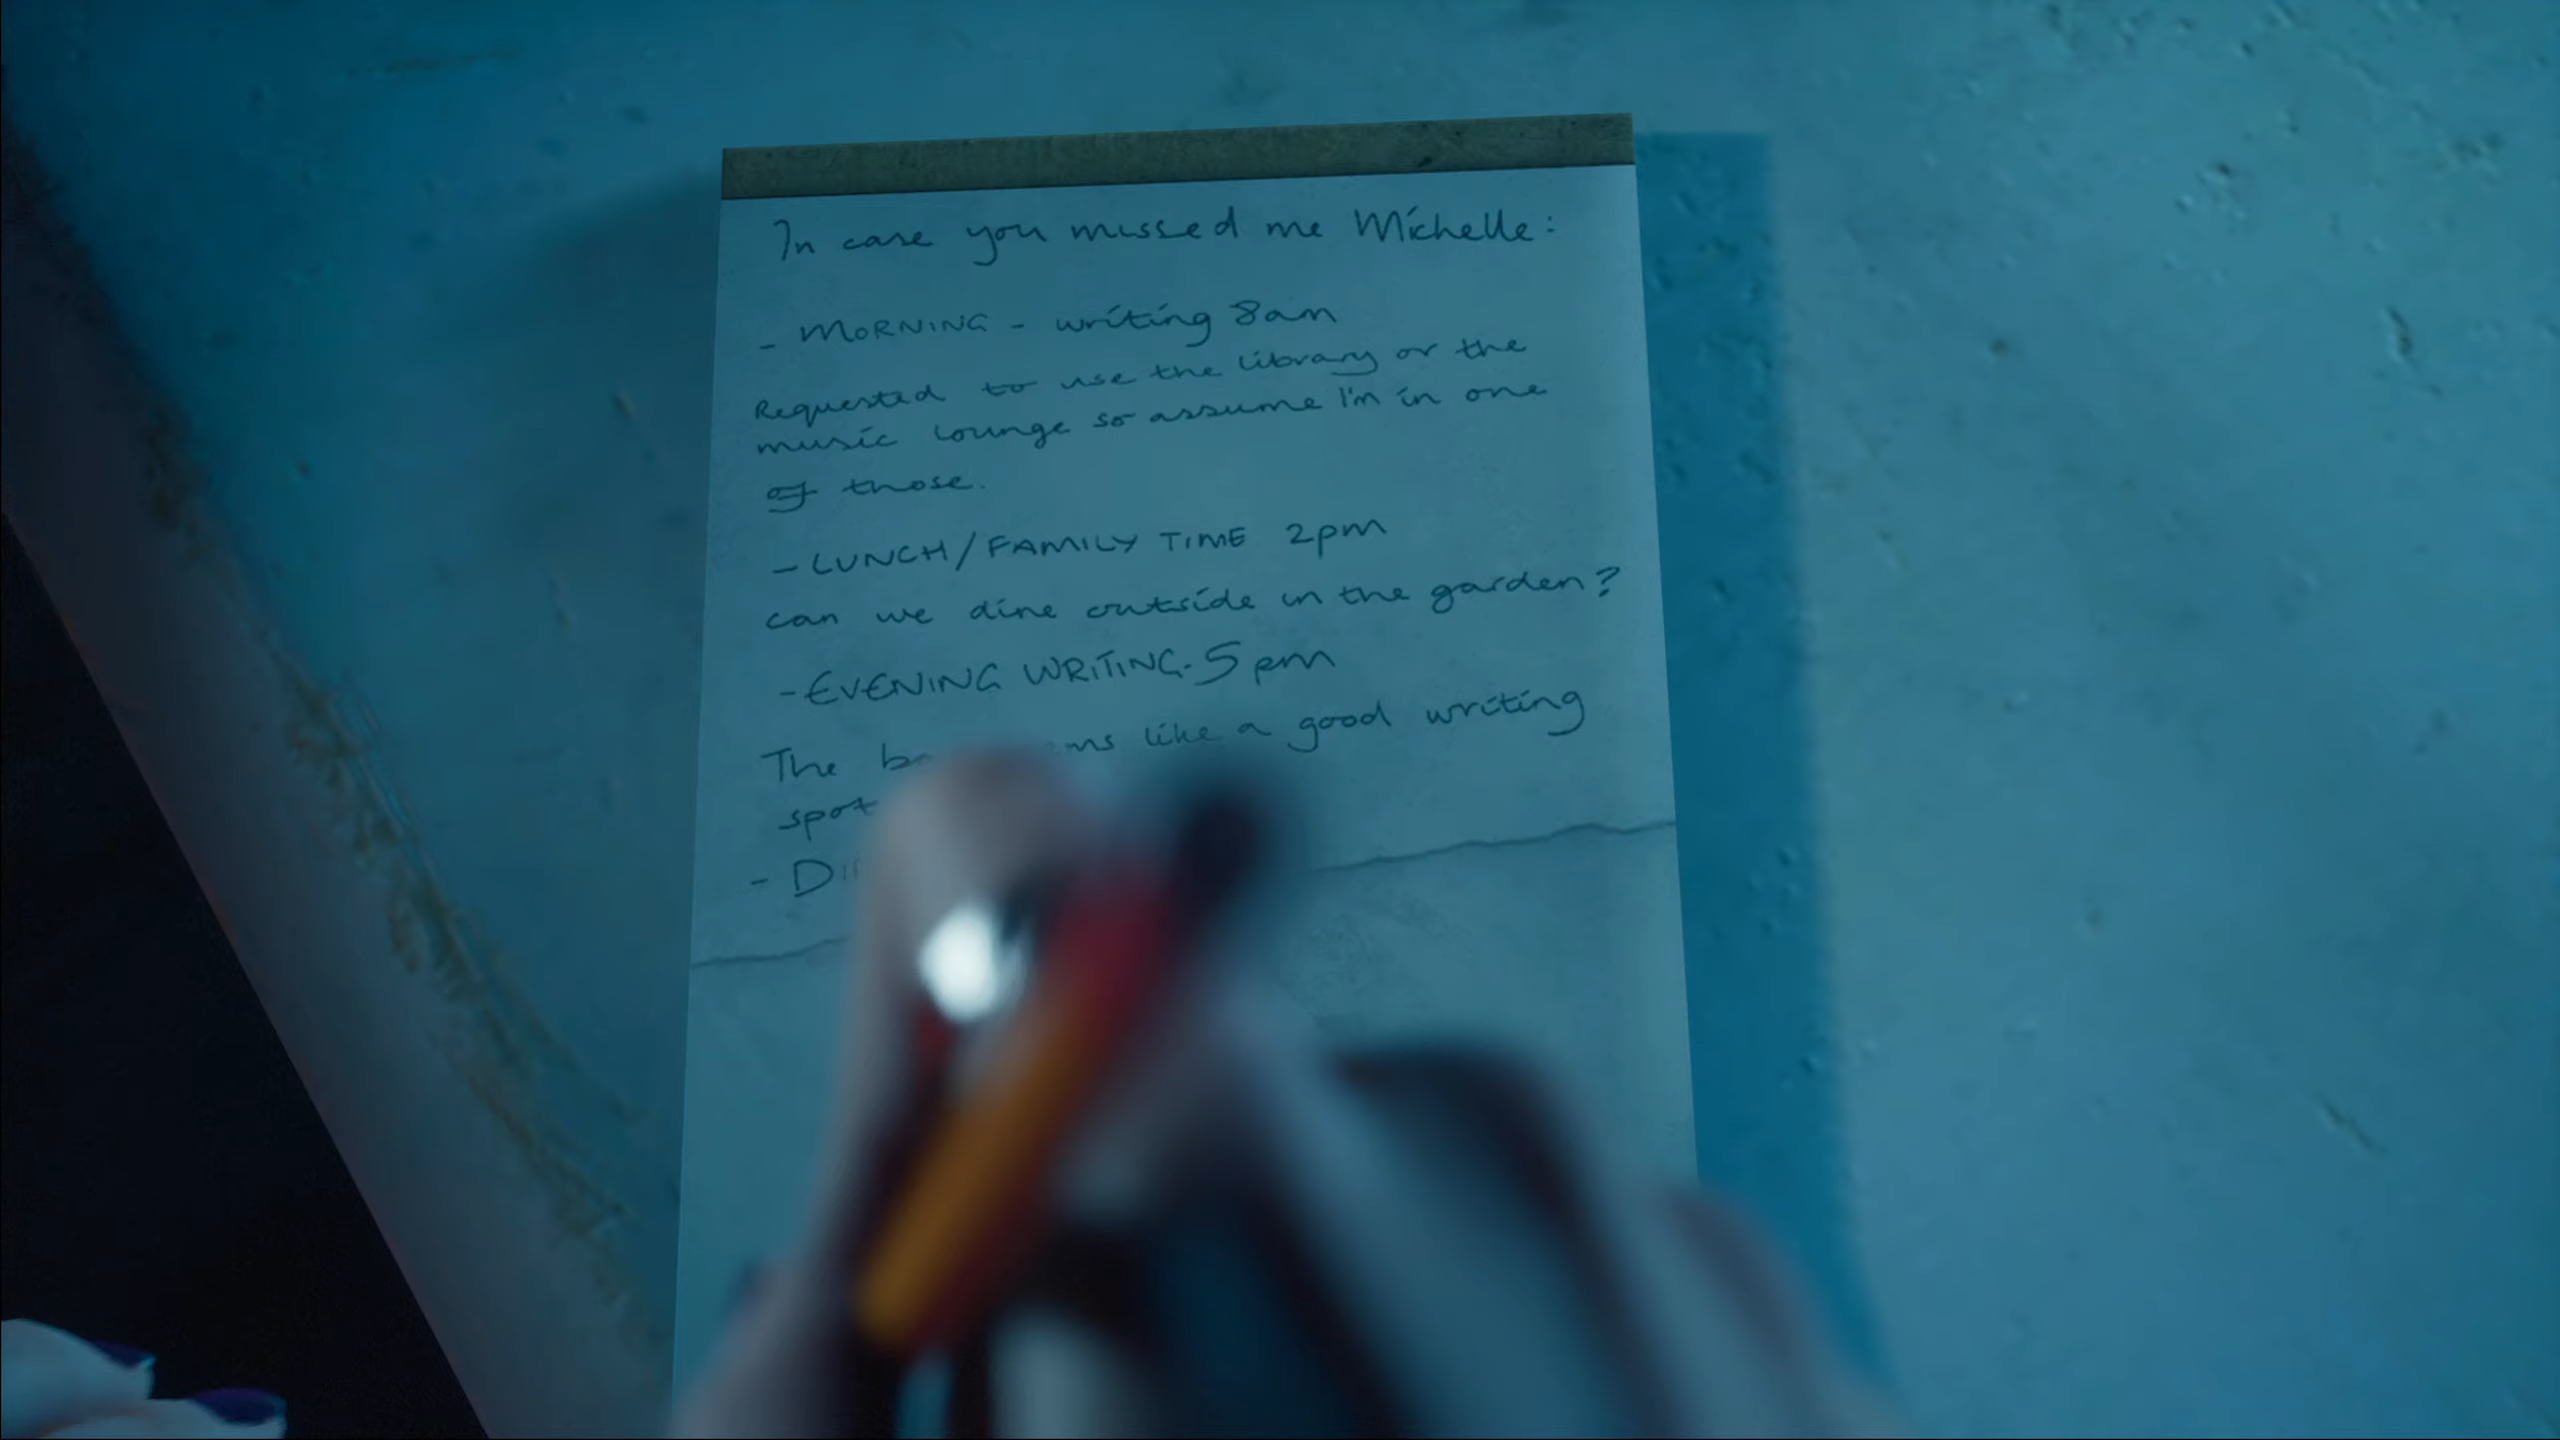 In case you missed me Michelle:
- MORNING - writing 8am
Requested to use the library or the
music lounge so assume I'm in one
of those.
- LUNCH/FAMILY TIME 2pm
can we dine outside in the garden?
- EVENING WRITING - 5pm
The like a good writing
spot
-